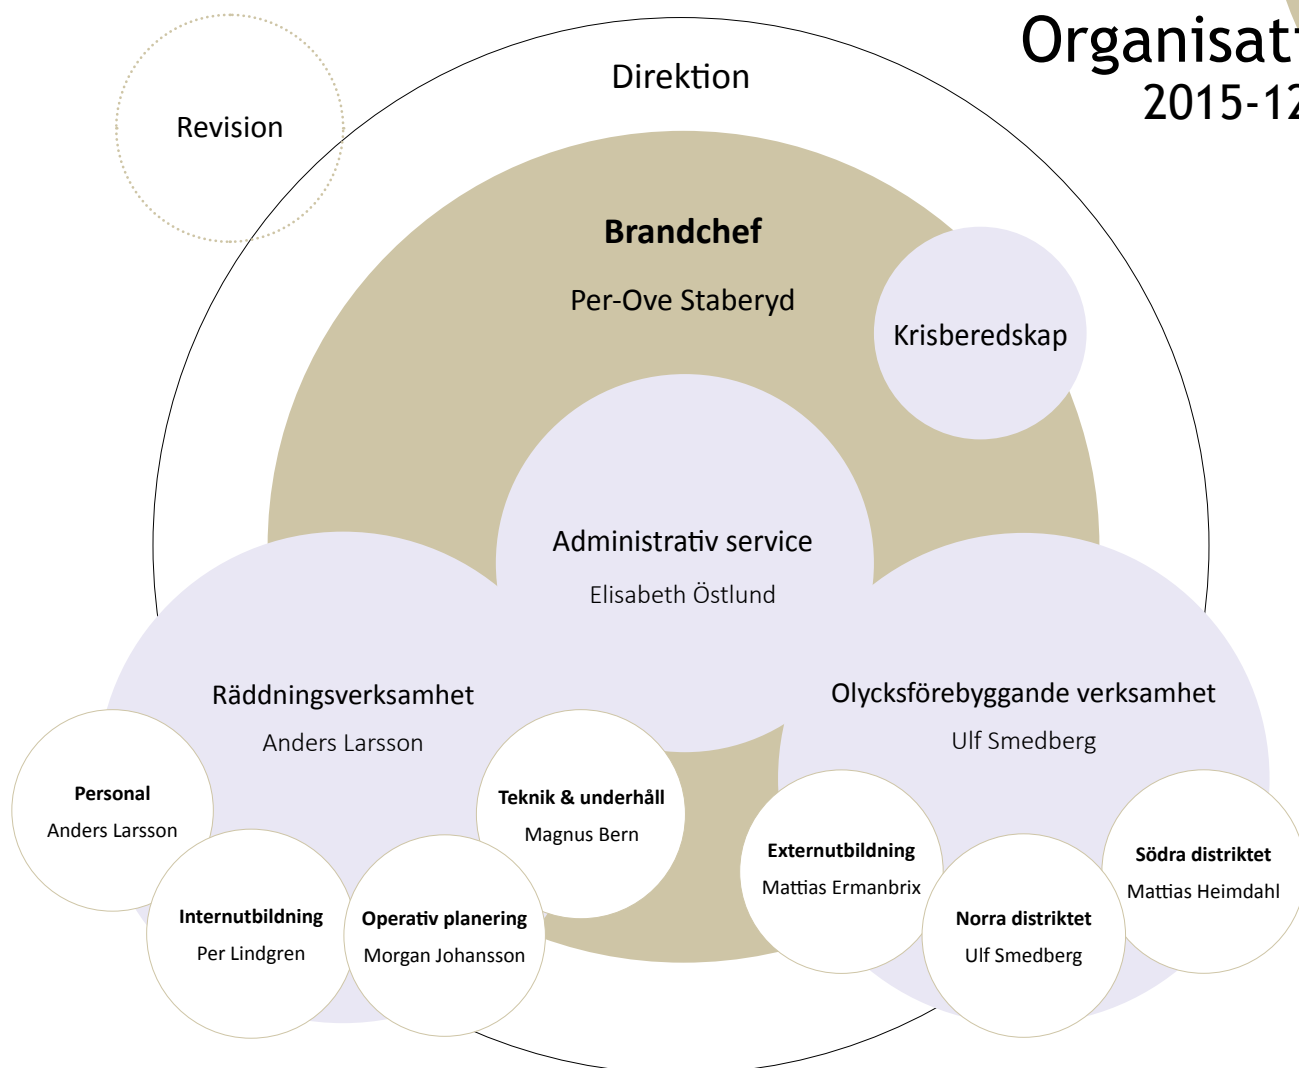 Organisat
2015-12
Direktion
Revision
Brandchef
Per-Ove Staberyd
Krisberedskap
Administrativ service
Elisabeth Östlund
Räddningsverksamhet
Anders Larsson
Olycksförebyggande verksamhet
Ulf Smedberg
Personal
Anders Larsson
Teknik & underhåll
Magnus Bern
Internutbildning
Per Lindgren
Operativ planering
Morgan Johansson
Externutbildning
Mattias Ermanbrix
Norra distriktet
Ulf Smedberg
Södra distriktet
Mattias Heimdahl